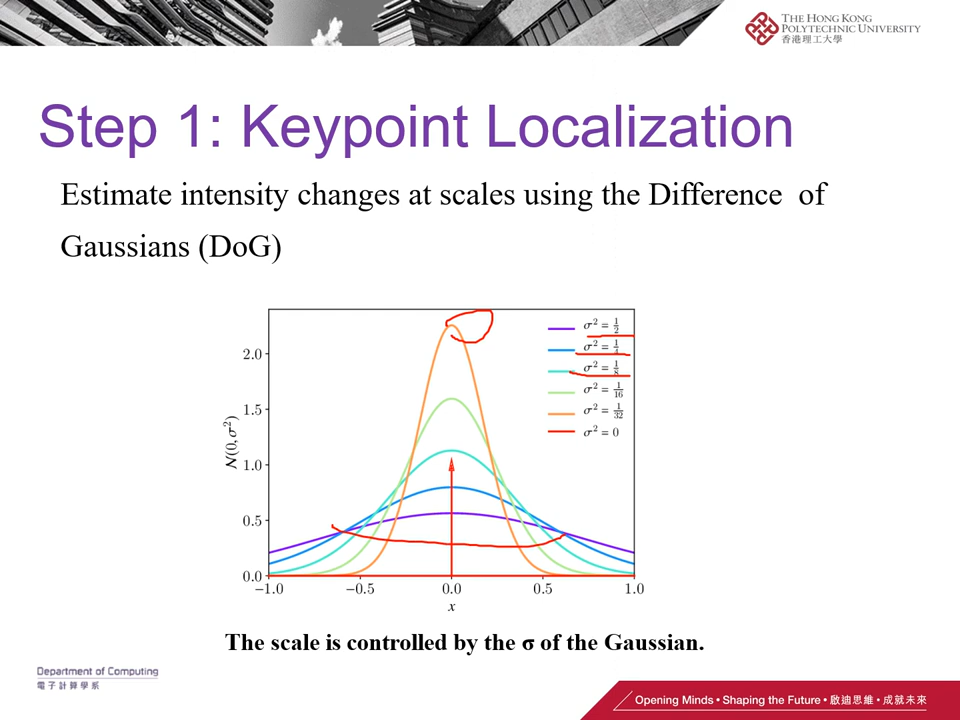 THE HONG KONG
POLYTECHNIC UNIVERSITY
香港理工大學
Step 1: Keypoint Localization
Estimate intensity changes at scales using the Difference of
Gaussians (DoG)
N(0, σ²)
2.0
1.5
1.0
0.5
0.0
−1.0 −0.5 0.0 0.5 1.0
x
σ² = 1/2
σ² = 1/4
σ² = 1/8
σ² = 1/16
σ² = 1/32
σ² = 0
The scale is controlled by the σ of the Gaussian.
Department of Computing
電子計算學系
Opening Minds • Shaping the Future • 啟迪思維 • 成就未來